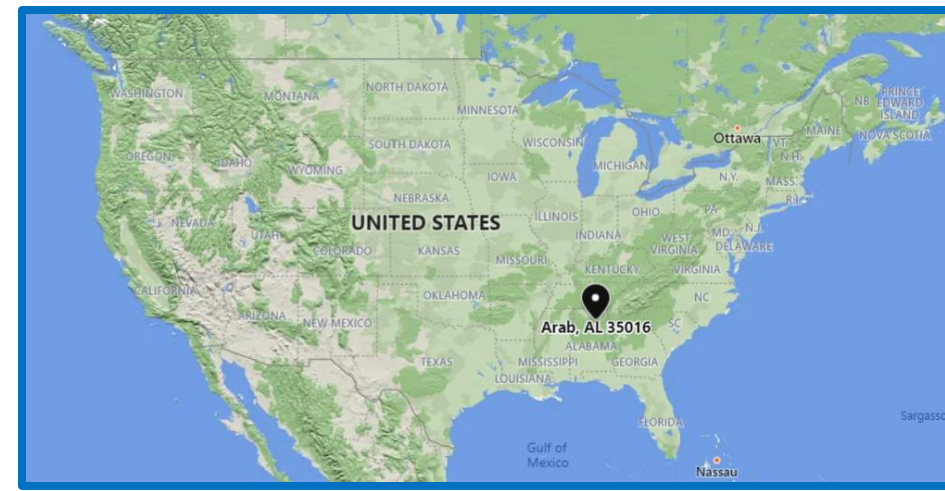 WASHINGTON
MONTANA
NORTH DAKOTA
MINNESOTA
Ottawa
NB
PRINCE
EDWARD
ISLAND
MAINE
NOVA SCOTIA
OREGON
IDAHO
WYOMING
SOUTH DAKOTA
WISCONSIN
MICHIGAN
VT
N.H.
N.Y.
MASS.
R.I.
IOWA
NEBRASKA
UNITED STATES
ILLINOIS
INDIANA
OHIO
PA
N.J.
MD
DELAWARE
NEVADA
UTAH
COLORADO
KANSAS
MISSOURI
WEST
VIRGINIA
KENTUCKY
VIRGINIA
CALIFORNIA
ARIZONA
NEW MEXICO
OKLAHOMA
NC
SC
Arab, AL 35016
ALABAMA
TEXAS
MISSISSIPPI
GEORGIA
LOUISIANA
FLORIDA
Sargasso
Gulf of
Mexico
Nassau